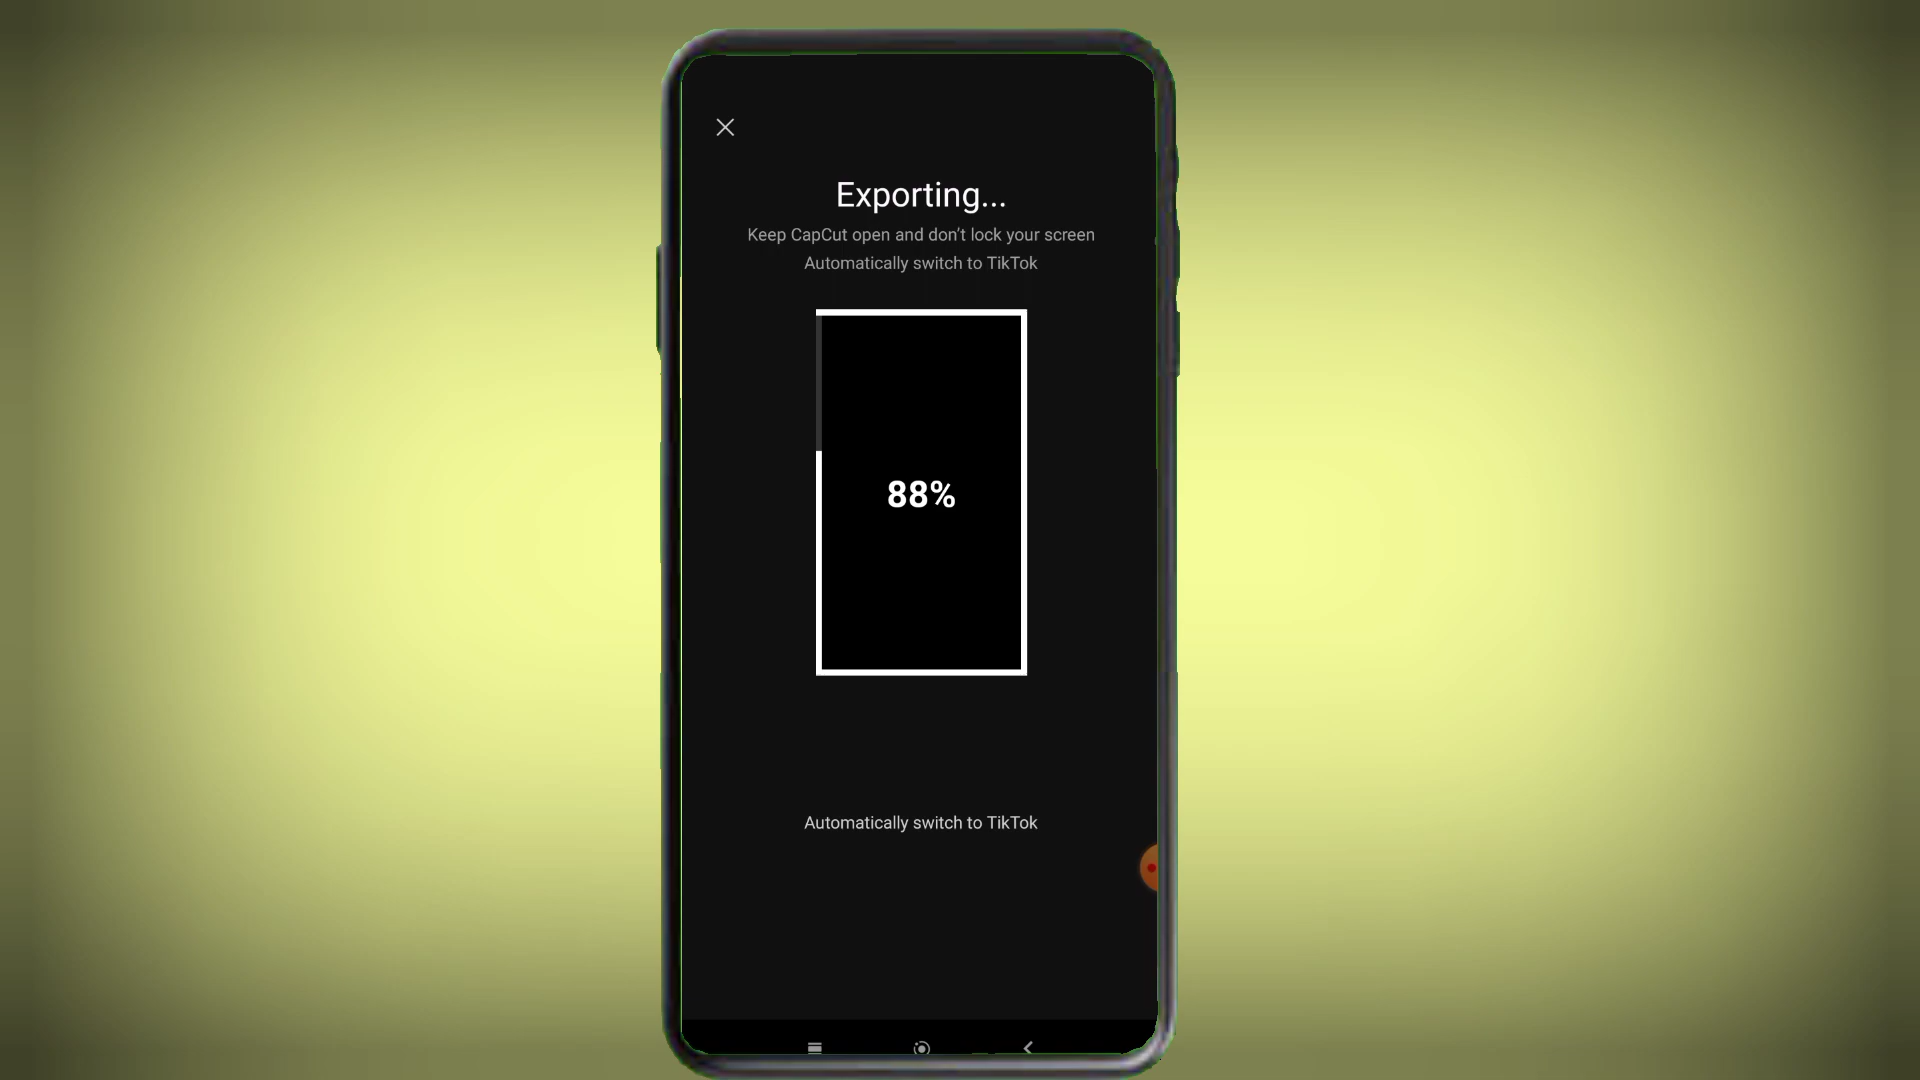 Exporting...
Keep CapCut open and don't lock your screen
Automatically switch to TikTok
88%
Automatically switch to TikTok